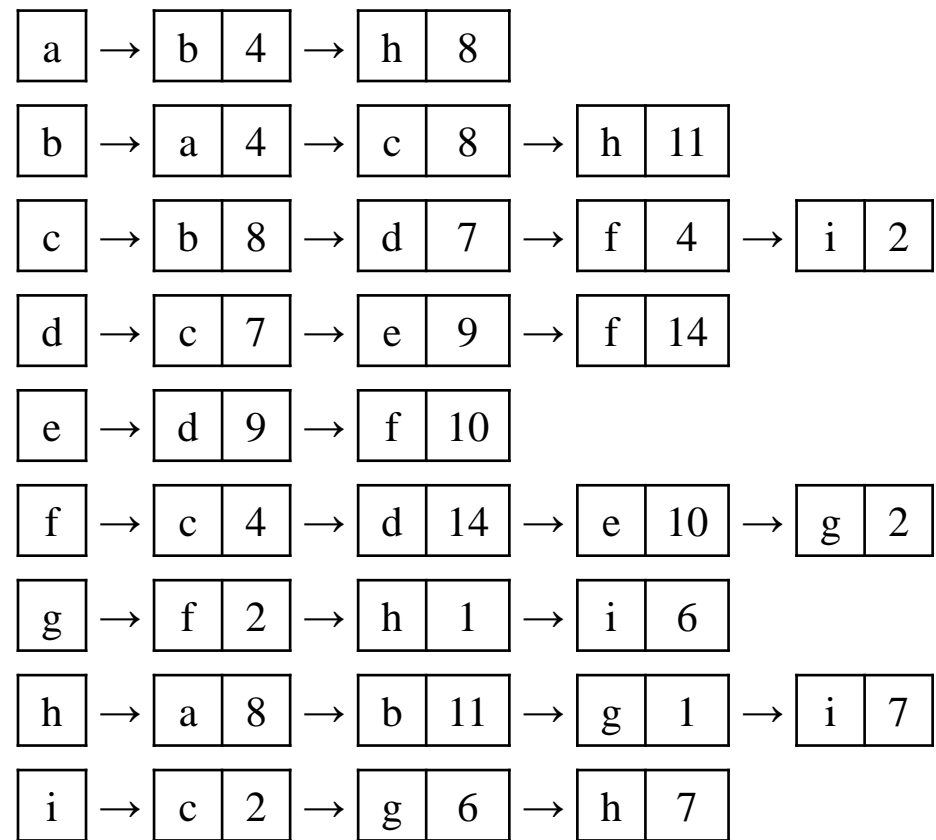 a → b 4 → h 8
b → a 4 → c 8 → h 11
c → b 8 → d 7 → f 4 → i 2
d → c 7 → e 9 → f 14
e → d 9 → f 10
f → c 4 → d 14 → e 10 → g 2
g → f 2 → h 1 → i 6
h → a 8 → b 11 → g 1 → i 7
i → c 2 → g 6 → h 7